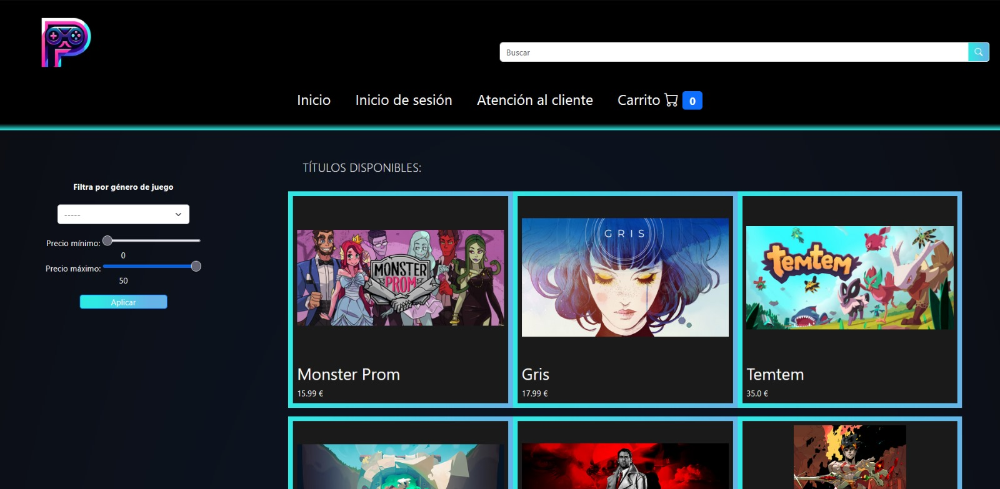 Buscar
Inicio
Inicio de sesión
Atención al cliente
Carrito 0
TÍTULOS DISPONIBLES:
Filtra por género de juego
-----
Precio mínimo:
0
Precio máximo:
50
Aplicar
MONSTER
PROM
GRIS
temtem
Monster Prom
15.99 €
Gris
17.99 €
Temtem
35.0 €